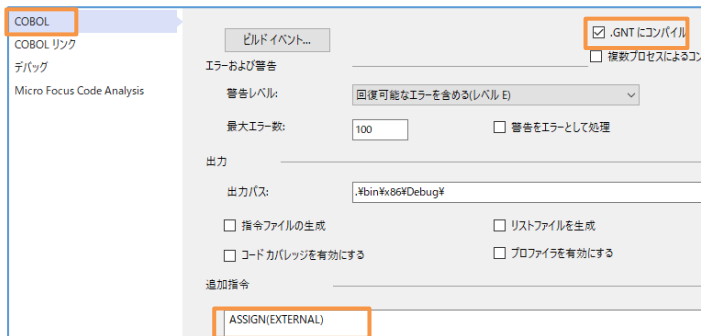 COBOL
COBOL リンク
デバッグ
Micro Focus Code Analysis
ビルド イベント...
.GNT にコンパイル
複数プロセスによるコン
エラーおよび警告
警告レベル:
回復可能なエラーを含める(レベル E)
最大エラー数:
100
警告をエラーとして処理
出力
出力パス:
.¥bin¥x86¥Debug¥
指令ファイルの生成
リストファイルを生成
コード カバレッジを有効にする
プロファイラを有効にする
追加指令
ASSIGN(EXTERNAL)